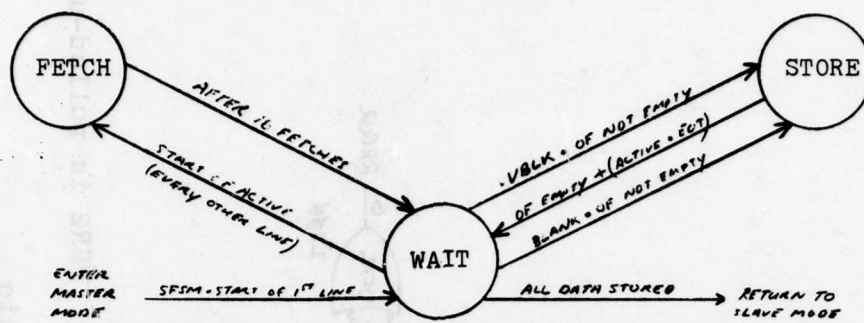 FETCH
STORE
AFTER 16 FETCHES
START OF ACTIVE
(EVERY OTHER LINE)
VBLK • OF NOT EMPTY
OF EMPTY + (ACTIVE • EOT)
BLANK • OF NOT EMPTY
WAIT
ENTER
MASTER
MODE
SFSM • START OF 1ST LINE
ALL DATA STORED
RETURN TO
SLAVE MODE